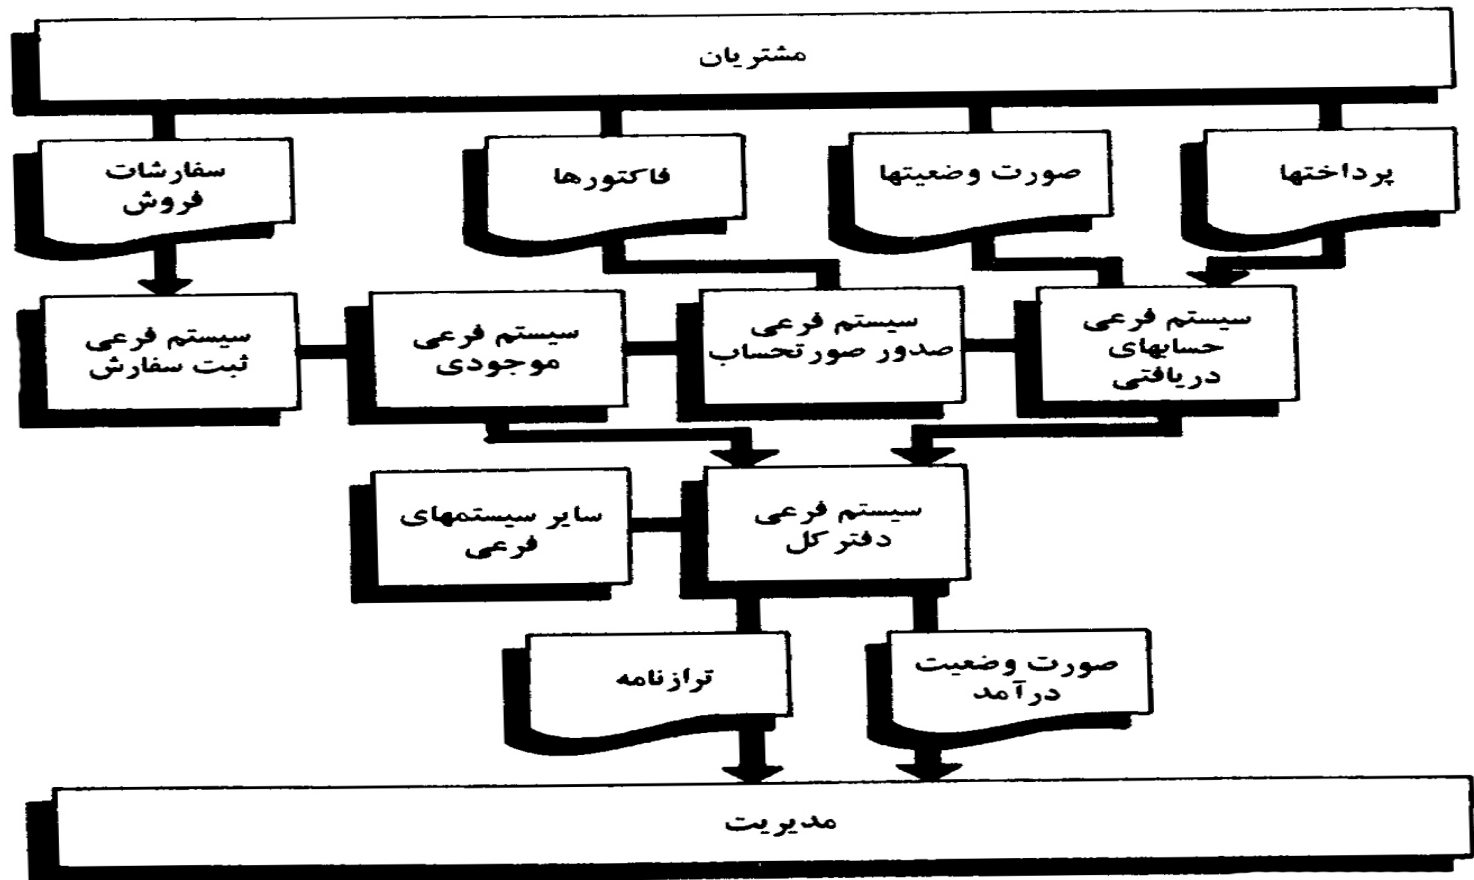 مشتریان
پرداختها
صورت وضعیتها
فاکتورها
سفارشات
فروش
سیستم فرعی
حسابهای
دریافتی
سیستم فرعی
صدور صورتحساب
سیستم فرعی
موجودی
سیستم فرعی
ثبت سفارش
سیستم فرعی
دفتر کل
سایر سیستمهای
فرعی
صورت وضعیت
درآمد
ترازنامه
مدیریت